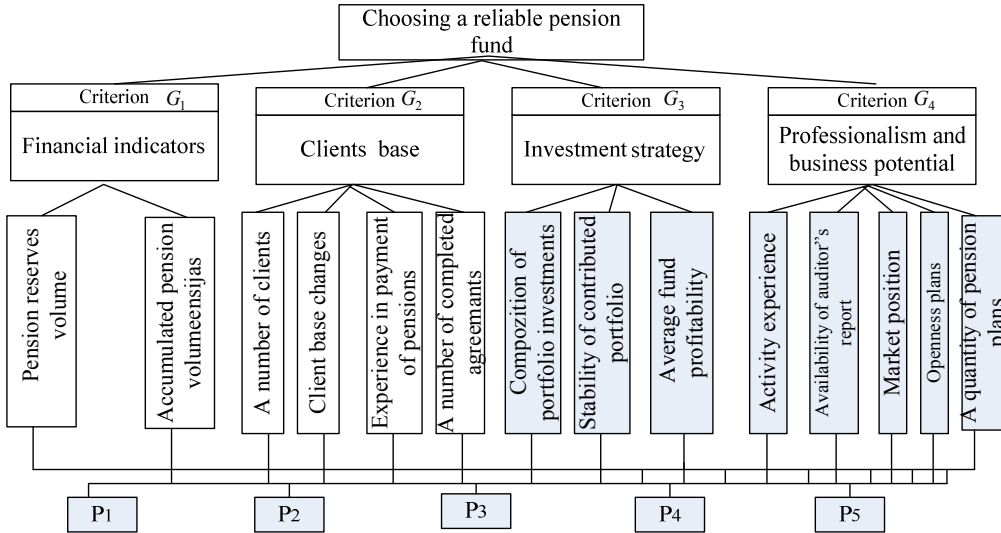 Choosing a reliable pension
fund
Criterion G1
Criterion G2
Criterion G3
Criterion G4
Financial indicators
Clients base
Investment strategy
Professionalism and
business potential
Pension reserves
volume
Accumulated pension
volumeensijas
A number of clients
Client base changes
Experience in payment
of pensions
A number of completed
agreemants
Compozition of
portfolio investments
Stability of contributed
portfolio
Average fund
profitability
Activity experience
Availability of auditor"s
report
Market position
Openness plans
A quantity of pension
plans
P1
P2
P3
P4
P5